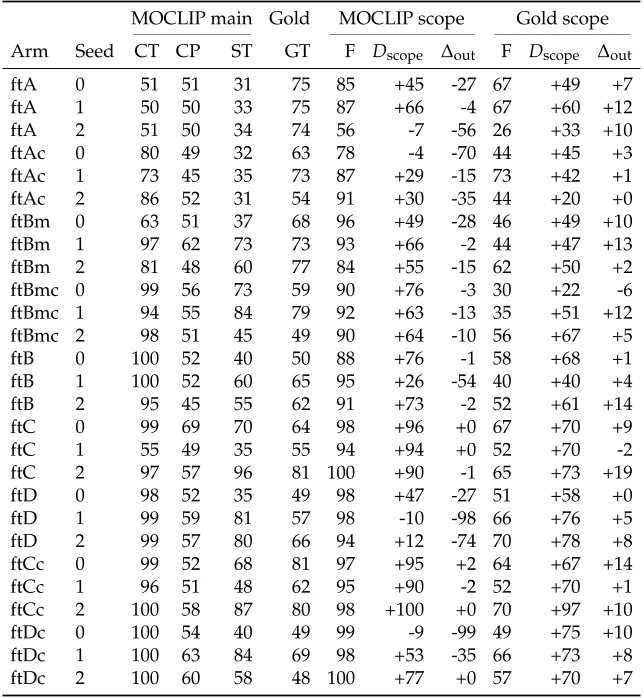 MOCLIP main Gold MOCLIP scope Gold scope
Arm Seed CT CP ST GT F Dscope Δout F Dscope Δout
ftA 0 51 51 31 75 85 +45 -27 67 +49 +7
ftA 1 50 50 33 75 87 +66 -4 67 +60 +12
ftA 2 51 50 34 74 56 -7 -56 26 +33 +10
ftAc 0 80 49 32 63 78 -4 -70 44 +45 +3
ftAc 1 73 45 35 73 87 +29 -15 73 +42 +1
ftAc 2 86 52 31 54 91 +30 -35 44 +20 +0
ftBm 0 63 51 37 68 96 +49 -28 46 +49 +10
ftBm 1 97 62 73 73 93 +66 -2 44 +47 +13
ftBm 2 81 48 60 77 84 +55 -15 62 +50 +2
ftBmc 0 99 56 73 59 90 +76 -3 30 +22 -6
ftBmc 1 94 55 84 79 92 +63 -13 35 +51 +12
ftBmc 2 98 51 45 49 90 +64 -10 56 +67 +5
ftB 0 100 52 40 50 88 +76 -1 58 +68 +1
ftB 1 100 52 60 65 95 +26 -54 40 +40 +4
ftB 2 95 45 55 62 91 +73 -2 52 +61 +14
ftC 0 99 69 70 64 98 +96 +0 67 +70 +9
ftC 1 55 49 35 55 94 +94 +0 52 +70 -2
ftC 2 97 57 96 81 100 +90 -1 65 +73 +19
ftD 0 98 52 35 49 98 +47 -27 51 +58 +0
ftD 1 99 59 81 57 98 -10 -98 66 +76 +5
ftD 2 99 57 80 66 94 +12 -74 70 +78 +8
ftCc 0 99 52 68 81 97 +95 +2 64 +67 +14
ftCc 1 96 51 48 62 95 +90 -2 52 +70 +1
ftCc 2 100 58 87 80 98 +100 +0 70 +97 +10
ftDc 0 100 54 40 49 99 -9 -99 49 +75 +10
ftDc 1 100 63 84 69 98 +53 -35 66 +73 +8
ftDc 2 100 60 58 48 100 +77 +0 57 +70 +7